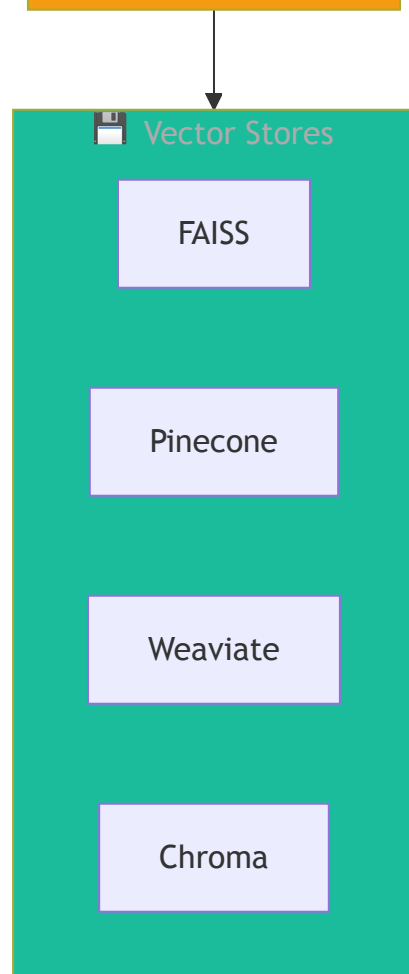 💾 Vector Stores
FAISS
Pinecone
Weaviate
Chroma